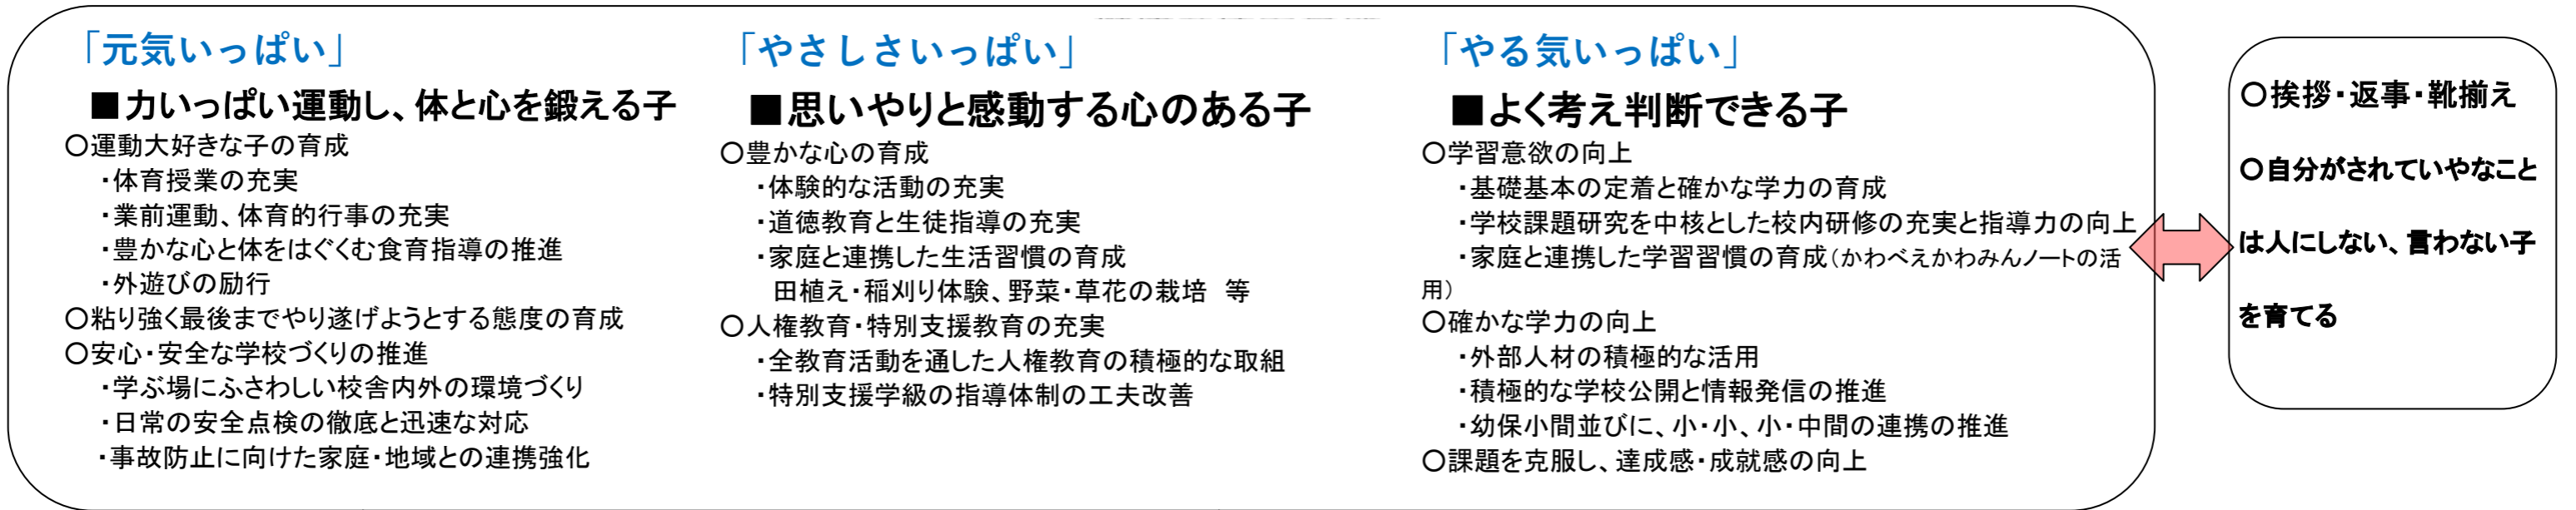 「元気いっぱい」
■力いっぱい運動し、体と心を鍛える子
〇運動大好きな子の育成
・体育授業の充実
・業前運動、体育的行事の充実
・豊かな心と体をはぐくむ食育指導の推進
・外遊びの励行
〇粘り強く最後までやり遂げようとする態度の育成
〇安心・安全な学校づくりの推進
・学ぶ場にふさわしい校舎内外の環境づくり
・日常の安全点検の徹底と迅速な対応
・事故防止に向けた家庭・地域との連携強化
「やさしさいっぱい」
■思いやりと感動する心のある子
〇豊かな心の育成
・体験的な活動の充実
・道徳教育と生徒指導の充実
・家庭と連携した生活習慣の育成
田植え・稲刈り体験、野菜・草花の栽培　等
〇人権教育・特別支援教育の充実
・全教育活動を通した人権教育の積極的な取組
・特別支援学級の指導体制の工夫改善
「やる気いっぱい」
■よく考え判断できる子
〇学習意欲の向上
・基礎基本の定着と確かな学力の育成
・学校課題研究を中核とした校内研修の充実と指導力の向上
・家庭と連携した学習習慣の育成（かわべえかわみんノートの活
用）
〇確かな学力の向上
・外部人材の積極的な活用
・積極的な学校公開と情報発信の推進
・幼保小間並びに、小・小、小・中間の連携の推進
〇課題を克服し、達成感・成就感の向上
〇挨拶・返事・靴揃え
〇自分がされていやなこと
は人にしない、言わない子
を育てる